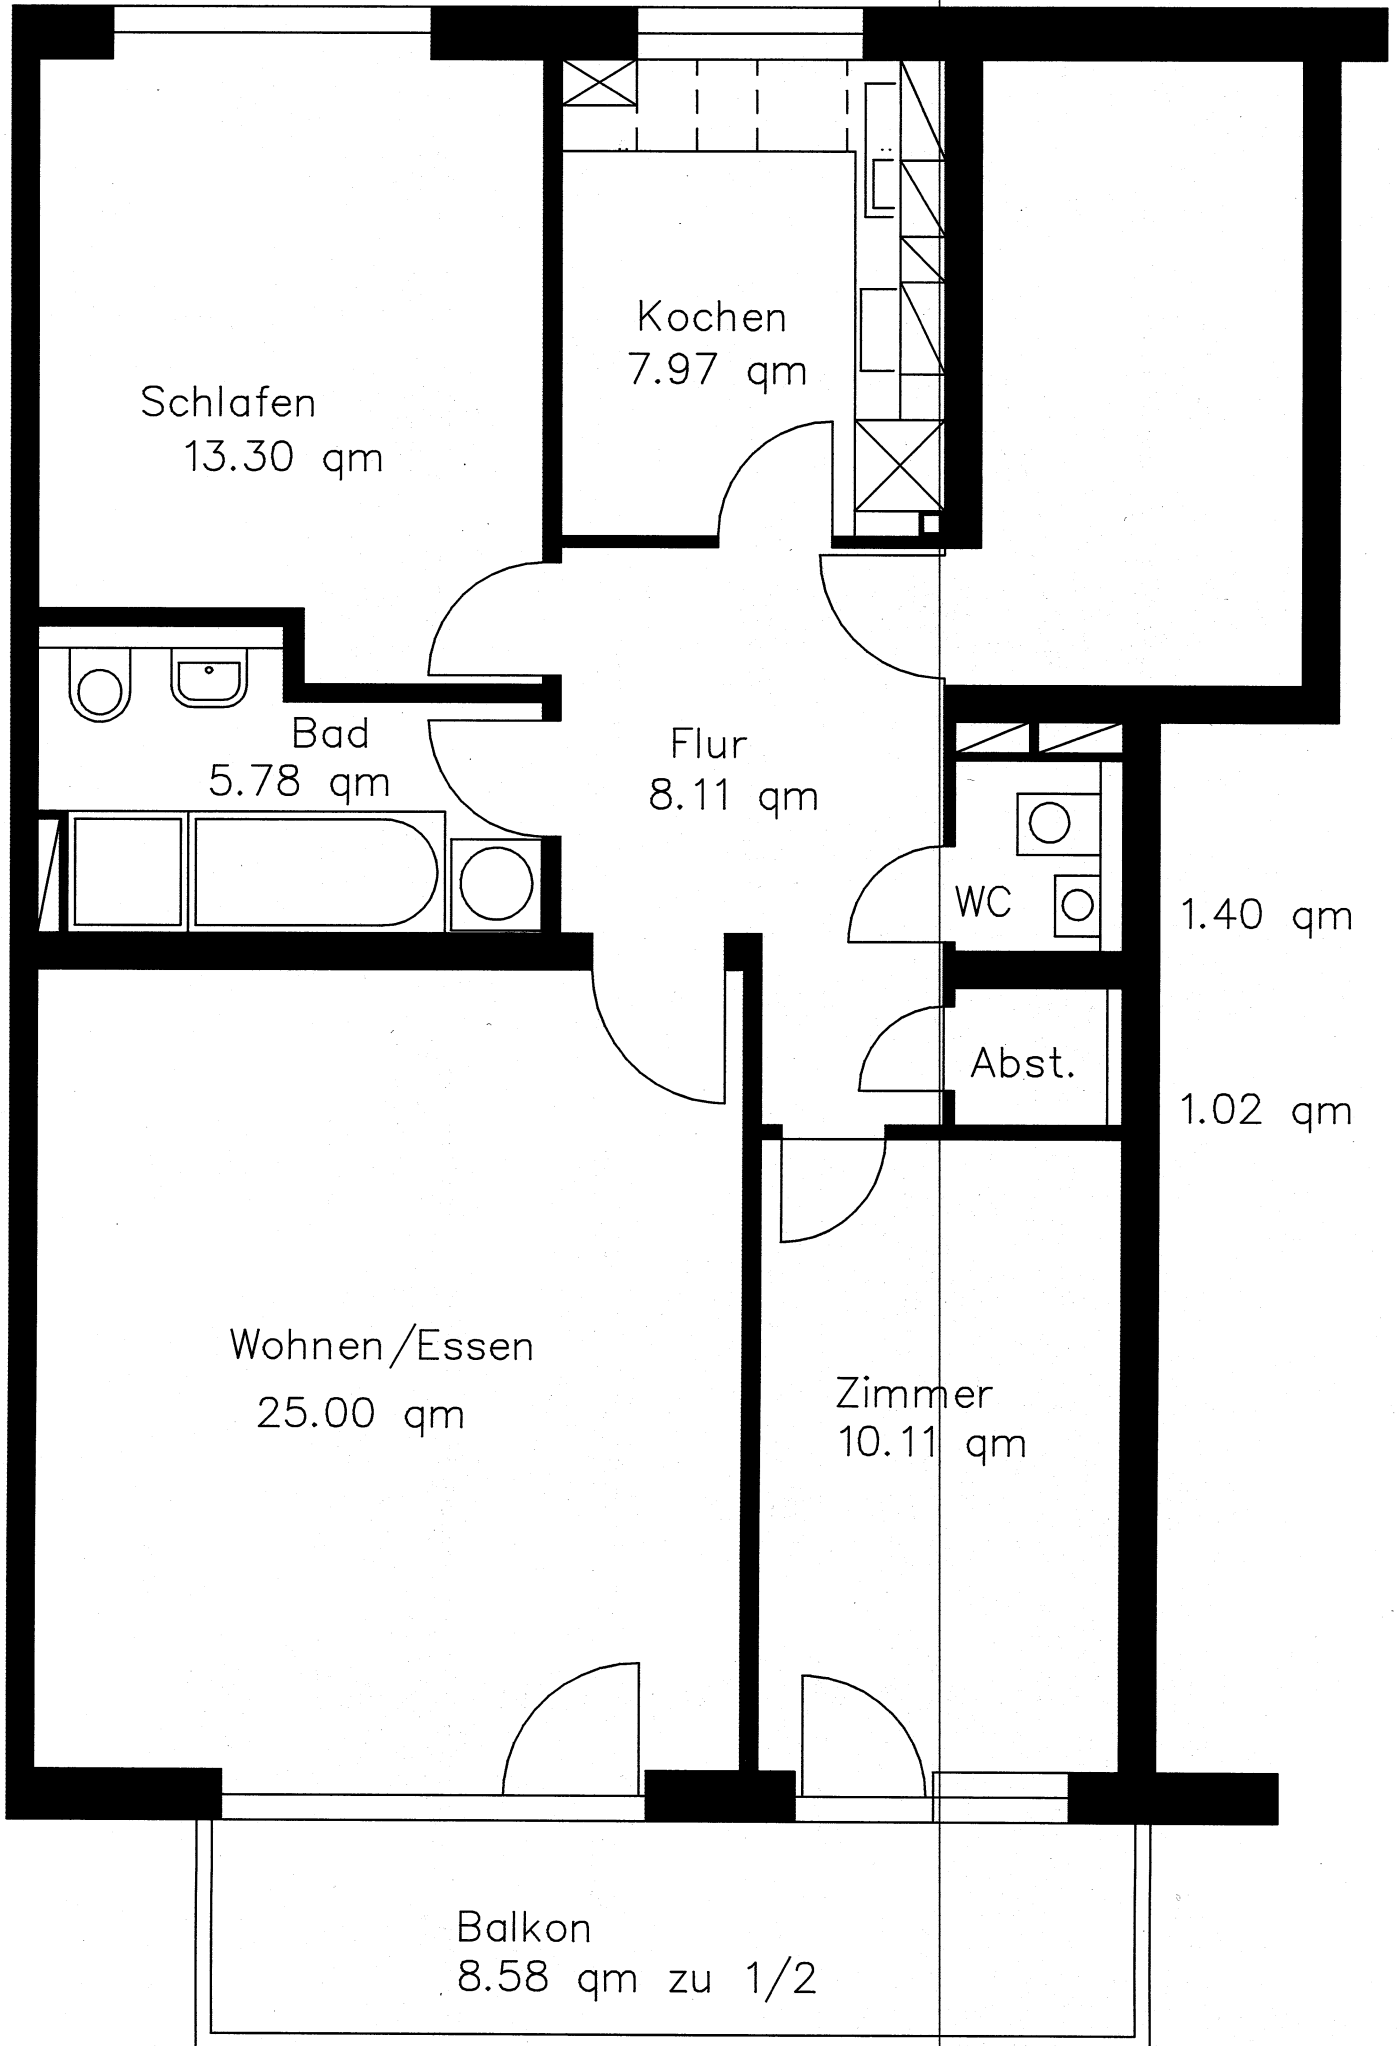 Kochen
7.97 qm
Schlafen
13.30 qm
Bad
5.78 qm
Flur
8.11 qm
WC
1.40 qm
Abst.
1.02 qm
Wohnen/Essen
25.00 qm
Zimmer
10.11 qm
Balkon
8.58 qm zu 1/2